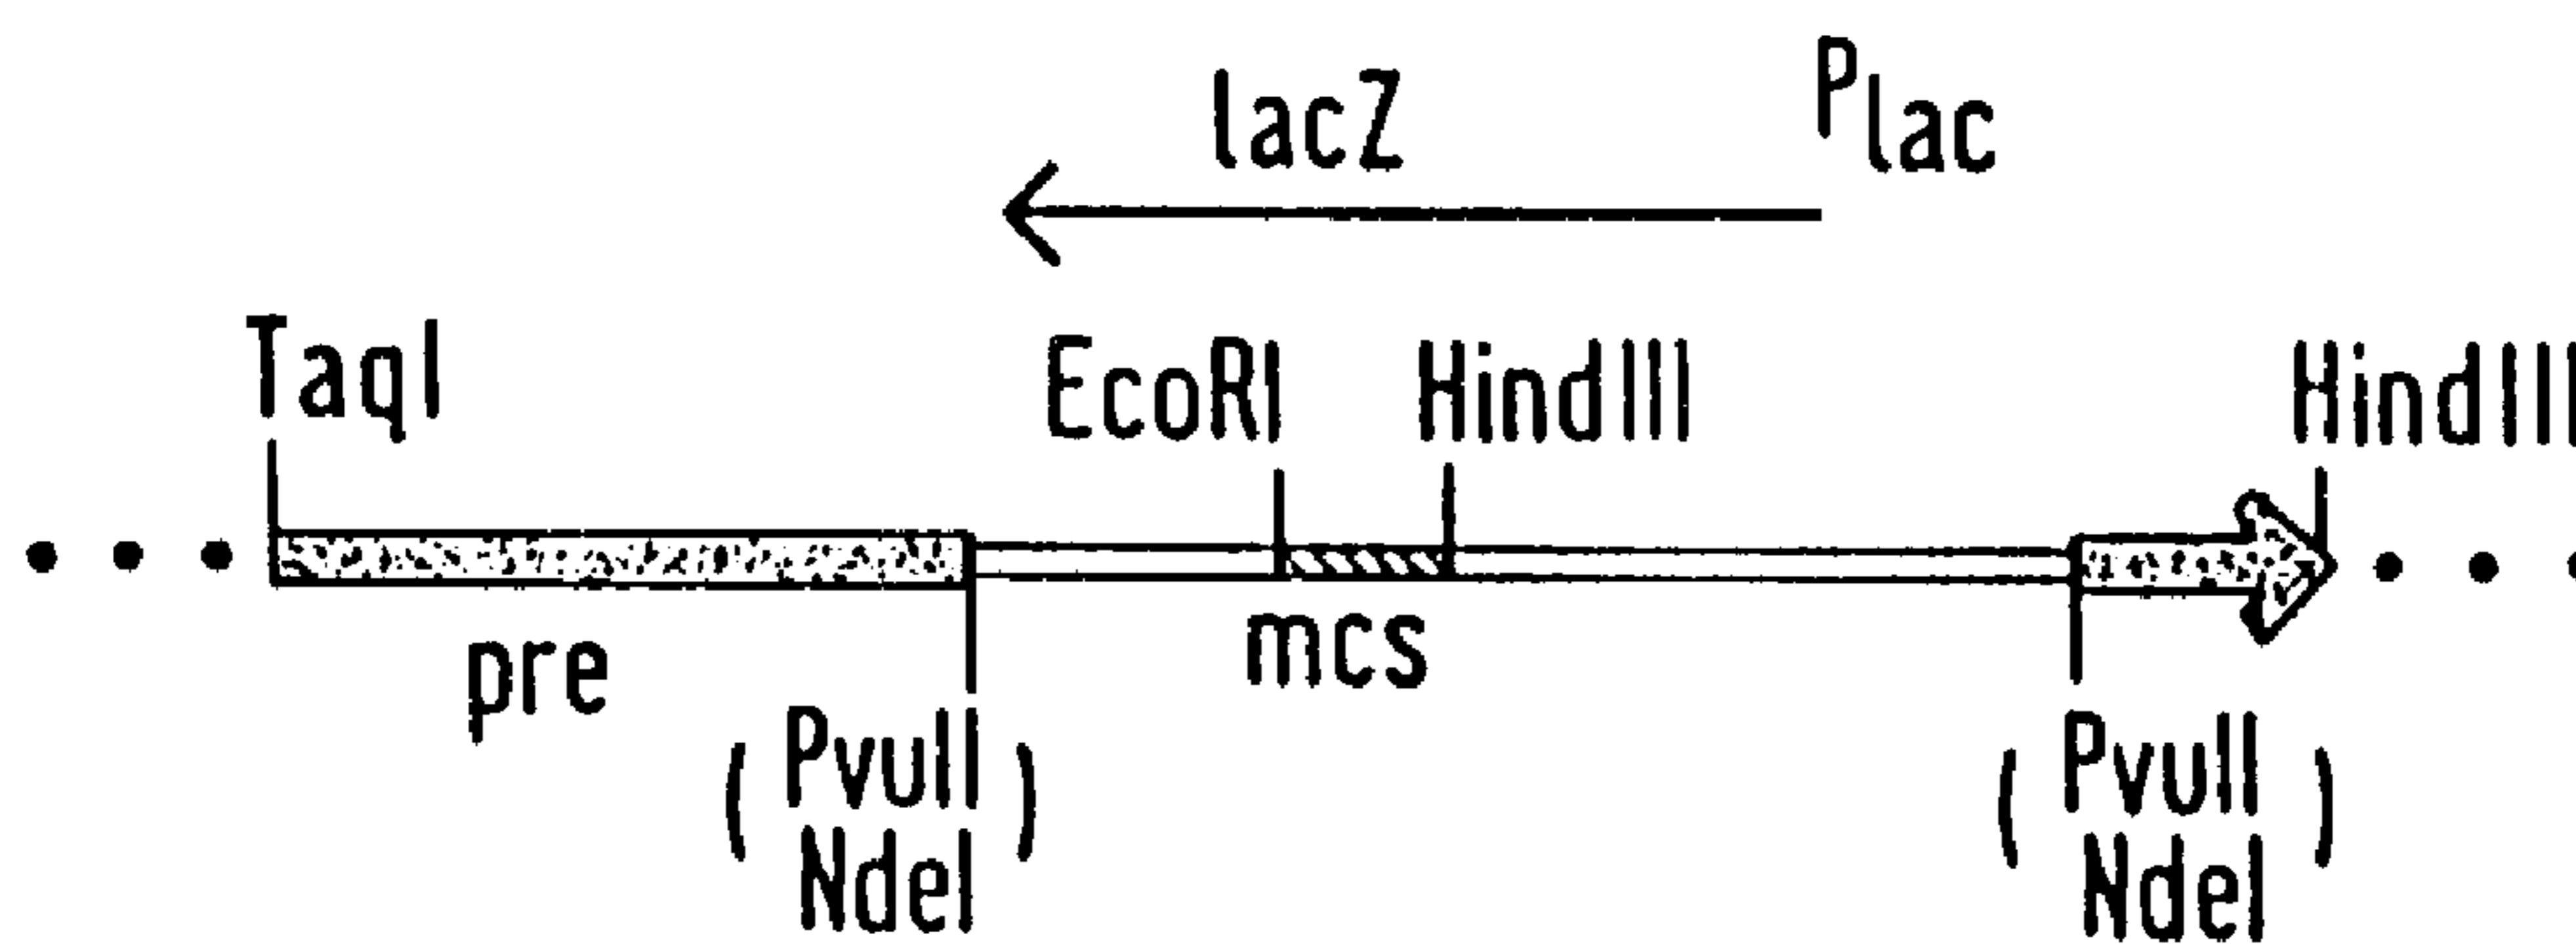 lacZ
Plac
TaqI
EcoRI
HindIII
HindIII
pre
mcs
( PvuII )
NdeI
( PvuII )
NdeI